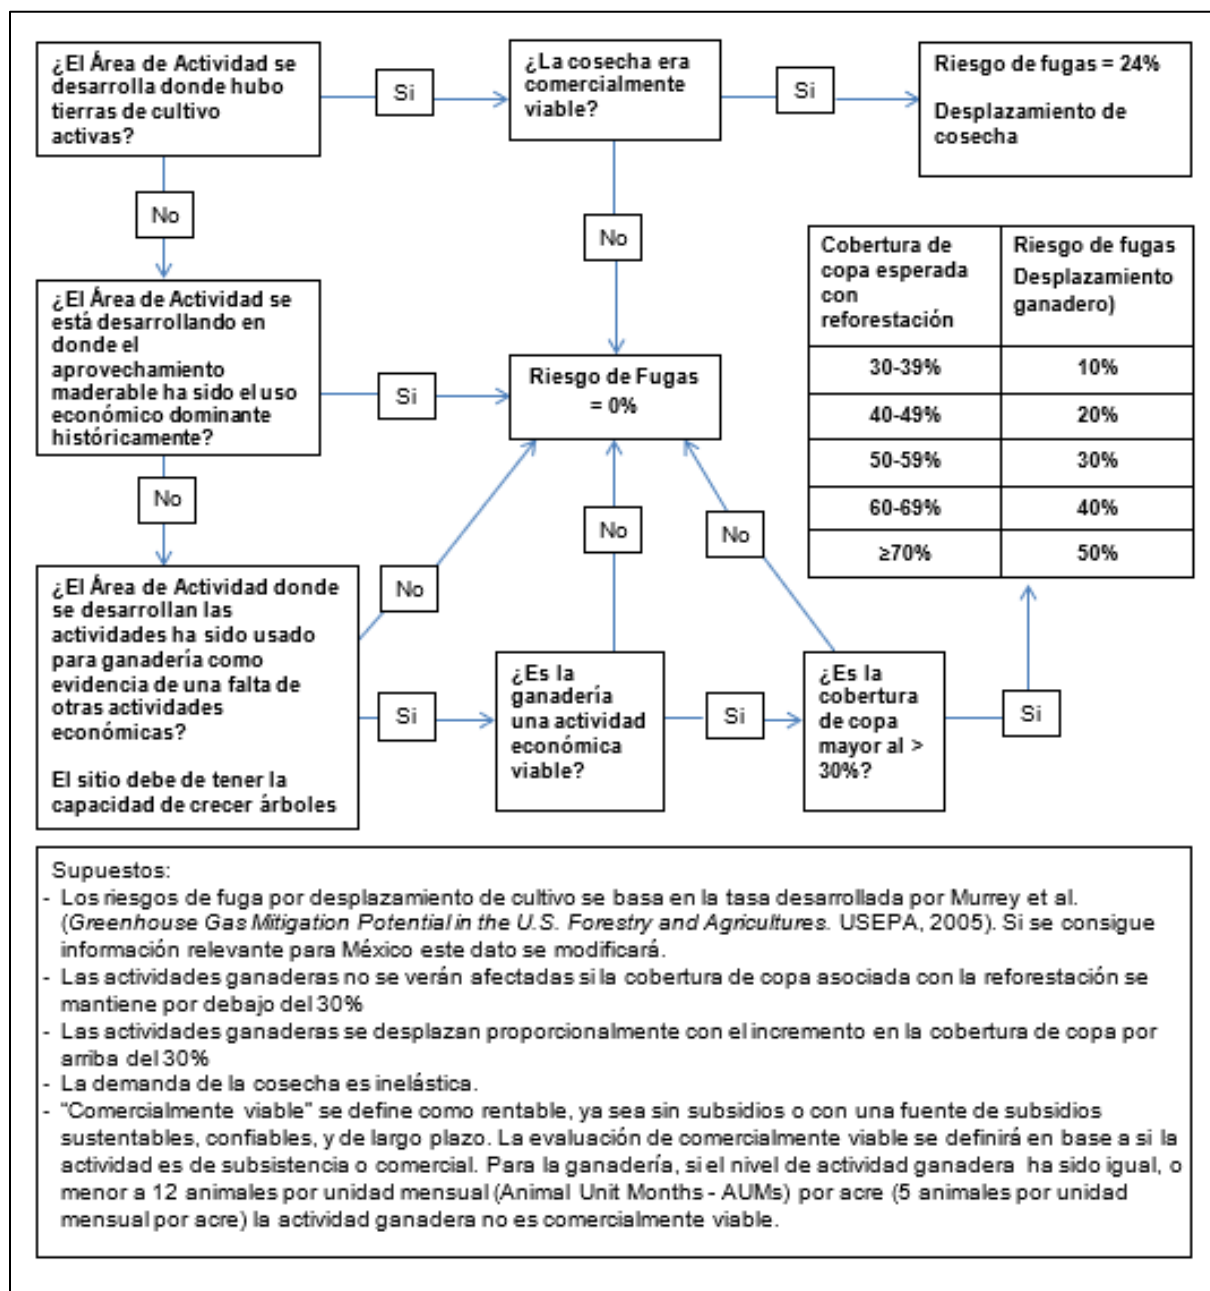 ¿El Área de Actividad se
desarrolla donde hubo
tierras de cultivo
activas?
Si
¿La cosecha era
comercialmente
viable?
Si
Riesgo de fugas = 24%
Desplazamiento de
cosecha
No
No
¿El Área de Actividad se
está desarrollando en
donde el
aprovechamiento
maderable ha sido el uso
económico dominante
históricamente?
Si
Riesgo de Fugas
= 0%
Cobertura de
copa esperada
con
reforestación
Riesgo de fugas
Desplazamiento
ganadero)
30-39%
10%
40-49%
20%
50-59%
30%
60-69%
40%
≥70%
50%
No
No
No
No
¿El Área de Actividad donde
se desarrollan las
actividades ha sido usado
para ganadería como
evidencia de una falta de
otras actividades
económicas?
El sitio debe de tener la
capacidad de crecer árboles
Si
¿Es la
ganadería
una actividad
económica
viable?
Si
¿Es la
cobertura
de copa
mayor al >
30%?
Si
Supuestos:
- Los riesgos de fuga por desplazamiento de cultivo se basa en la tasa desarrollada por Murrey et al.
(Greenhouse Gas Mitigation Potential in the U.S. Forestry and Agricultures. USEPA, 2005). Si se consigue
información relevante para México este dato se modificará.
- Las actividades ganaderas no se verán afectadas si la cobertura de copa asociada con la reforestación se
mantiene por debajo del 30%
- Las actividades ganaderas se desplazan proporcionalmente con el incremento en la cobertura de copa por
arriba del 30%
- La demanda de la cosecha es inelástica.
- "Comercialmente viable" se define como rentable, ya sea sin subsidios o con una fuente de subsidios
sustentables, confiables, y de largo plazo. La evaluación de comercialmente viable se definirá en base a si la
actividad es de subsistencia o comercial. Para la ganadería, si el nivel de actividad ganadera ha sido igual, o
menor a 12 animales por unidad mensual (Animal Unit Months - AUMs) por acre (5 animales por unidad
mensual por acre) la actividad ganadera no es comercialmente viable.